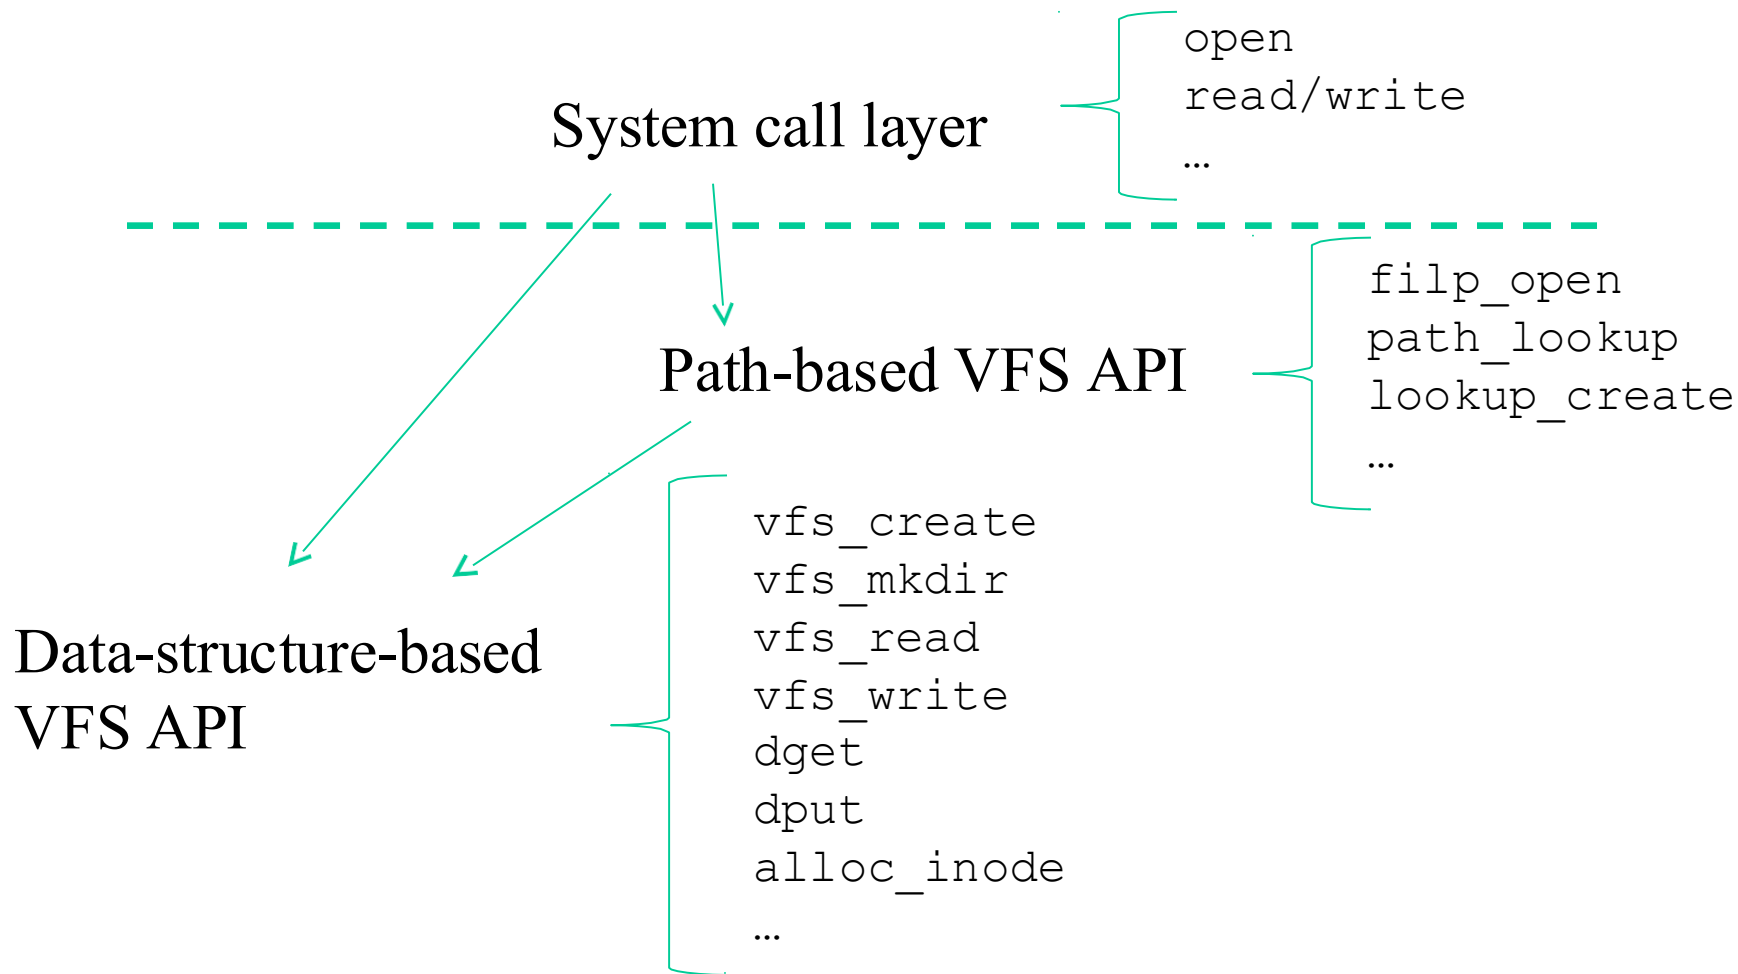 open
read/write
…
System call layer
filp_open
path_lookup
lookup_create
…
Path-based VFS API
vfs_create
vfs_mkdir
vfs_read
vfs_write
dget
dput
alloc_inode
…
Data-structure-based
VFS API